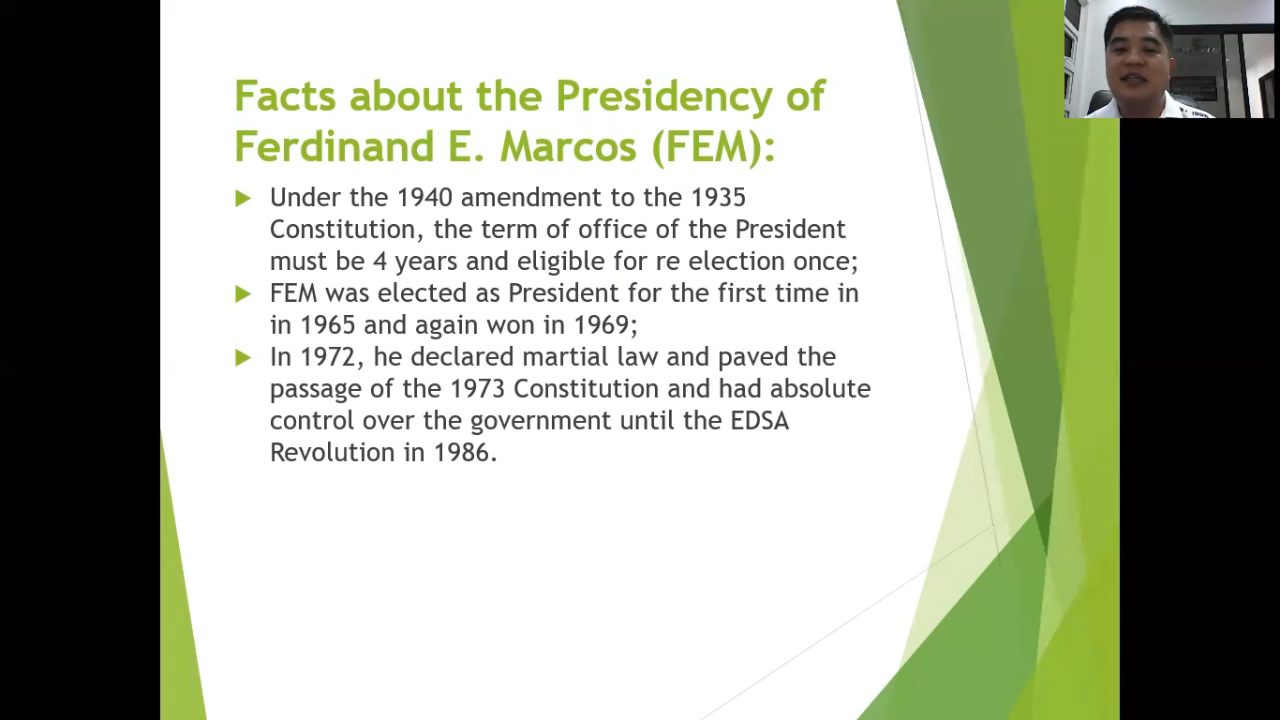 Facts about the Presidency of
Ferdinand E. Marcos (FEM):
Under the 1940 amendment to the 1935
Constitution, the term of office of the President
must be 4 years and eligible for re election once;
FEM was elected as President for the first time in
in 1965 and again won in 1969;
In 1972, he declared martial law and paved the
passage of the 1973 Constitution and had absolute
control over the government until the EDSA
Revolution in 1986.